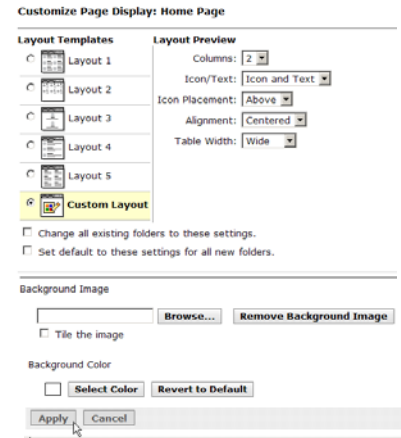 Customize Page Display: Home Page
Layout Templates Layout Preview
Layout 1 Columns: 2
Icon/Text: Icon and Text
Layout 2
Icon Placement: Above
Layout 3 Alignment: Centered
Layout 4 Table Width: Wide
Layout 5
Custom Layout
Change all existing folders to these settings.
Set default to these settings for all new folders.
Background Image
Browse... Remove Background Image
Tile the image
Background Color
Select Color Revert to Default
Apply Cancel